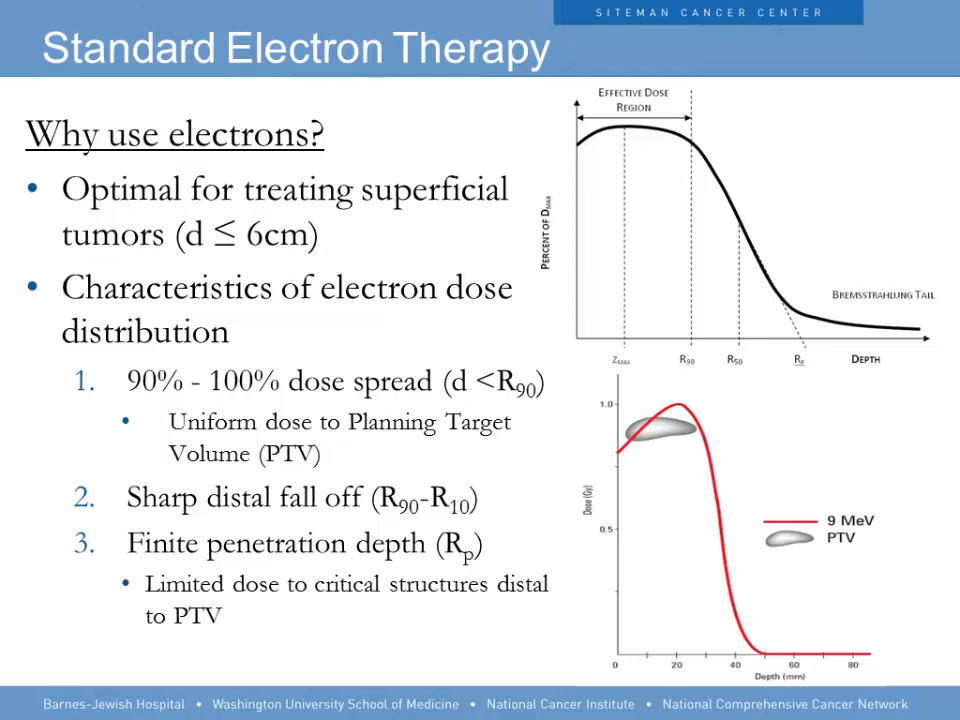 SITEMAN CANCER CENTER
Standard Electron Therapy
Why use electrons?
• Optimal for treating superficial
tumors (d ≤ 6cm)
• Characteristics of electron dose
distribution
1. 90% - 100% dose spread (d <R90)
• Uniform dose to Planning Target
Volume (PTV)
2. Sharp distal fall off (R90-R10)
3. Finite penetration depth (Rp)
• Limited dose to critical structures distal
to PTV
EFFECTIVE DOSE
REGION
PERCENT OF DMAX
BREMSSTRAHLUNG TAIL
ZMAX R90 R50 Rp DEPTH
1.0
0.5
Dose (Gy)
9 MeV
PTV
0 20 40 60 80
Depth (mm)
Barnes-Jewish Hospital • Washington University School of Medicine • National Cancer Institute • National Comprehensive Cancer Network